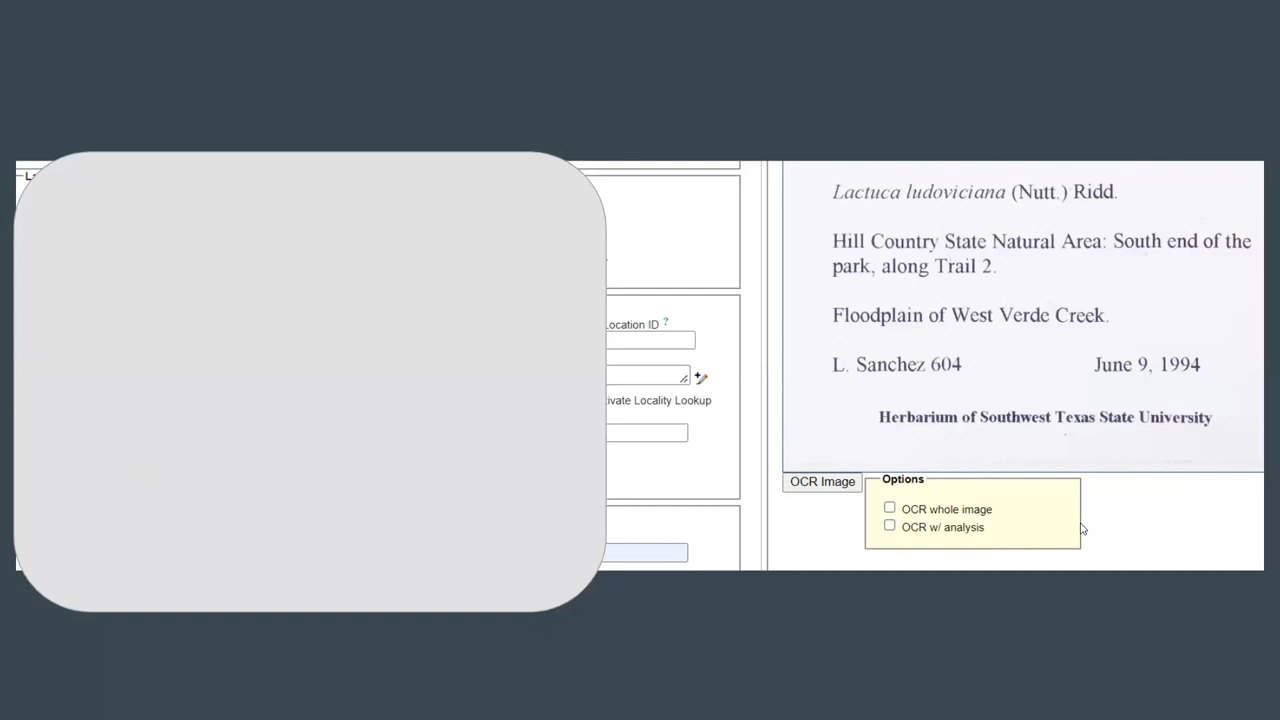 Lactuca ludoviciana (Nutt.) Ridd.
Hill Country State Natural Area: South end of the
park, along Trail 2.
Floodplain of West Verde Creek.
L. Sanchez 604 June 9, 1994
Herbarium of Southwest Texas State University
Location ID ?
Lookup
Locality
OCR Image
Options
OCR whole image
OCR w/ analysis